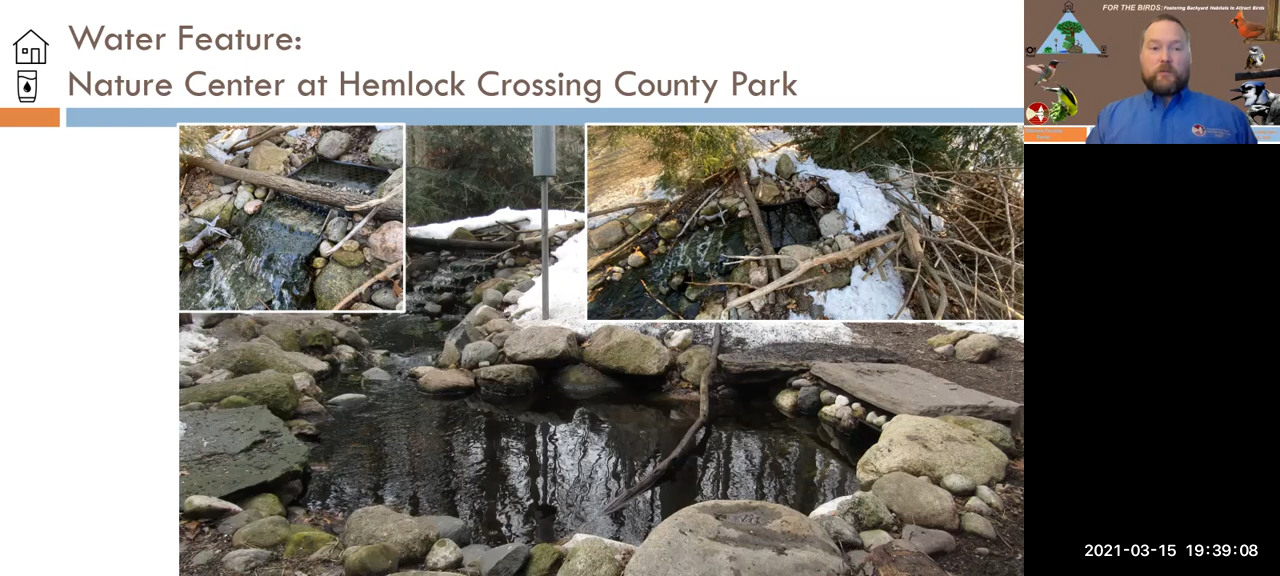 Water Feature:
Nature Center at Hemlock Crossing County Park
FOR THE BIRDS: Fostering Backyard Habitats to Attract Birds
2021-03-15 19:39:08